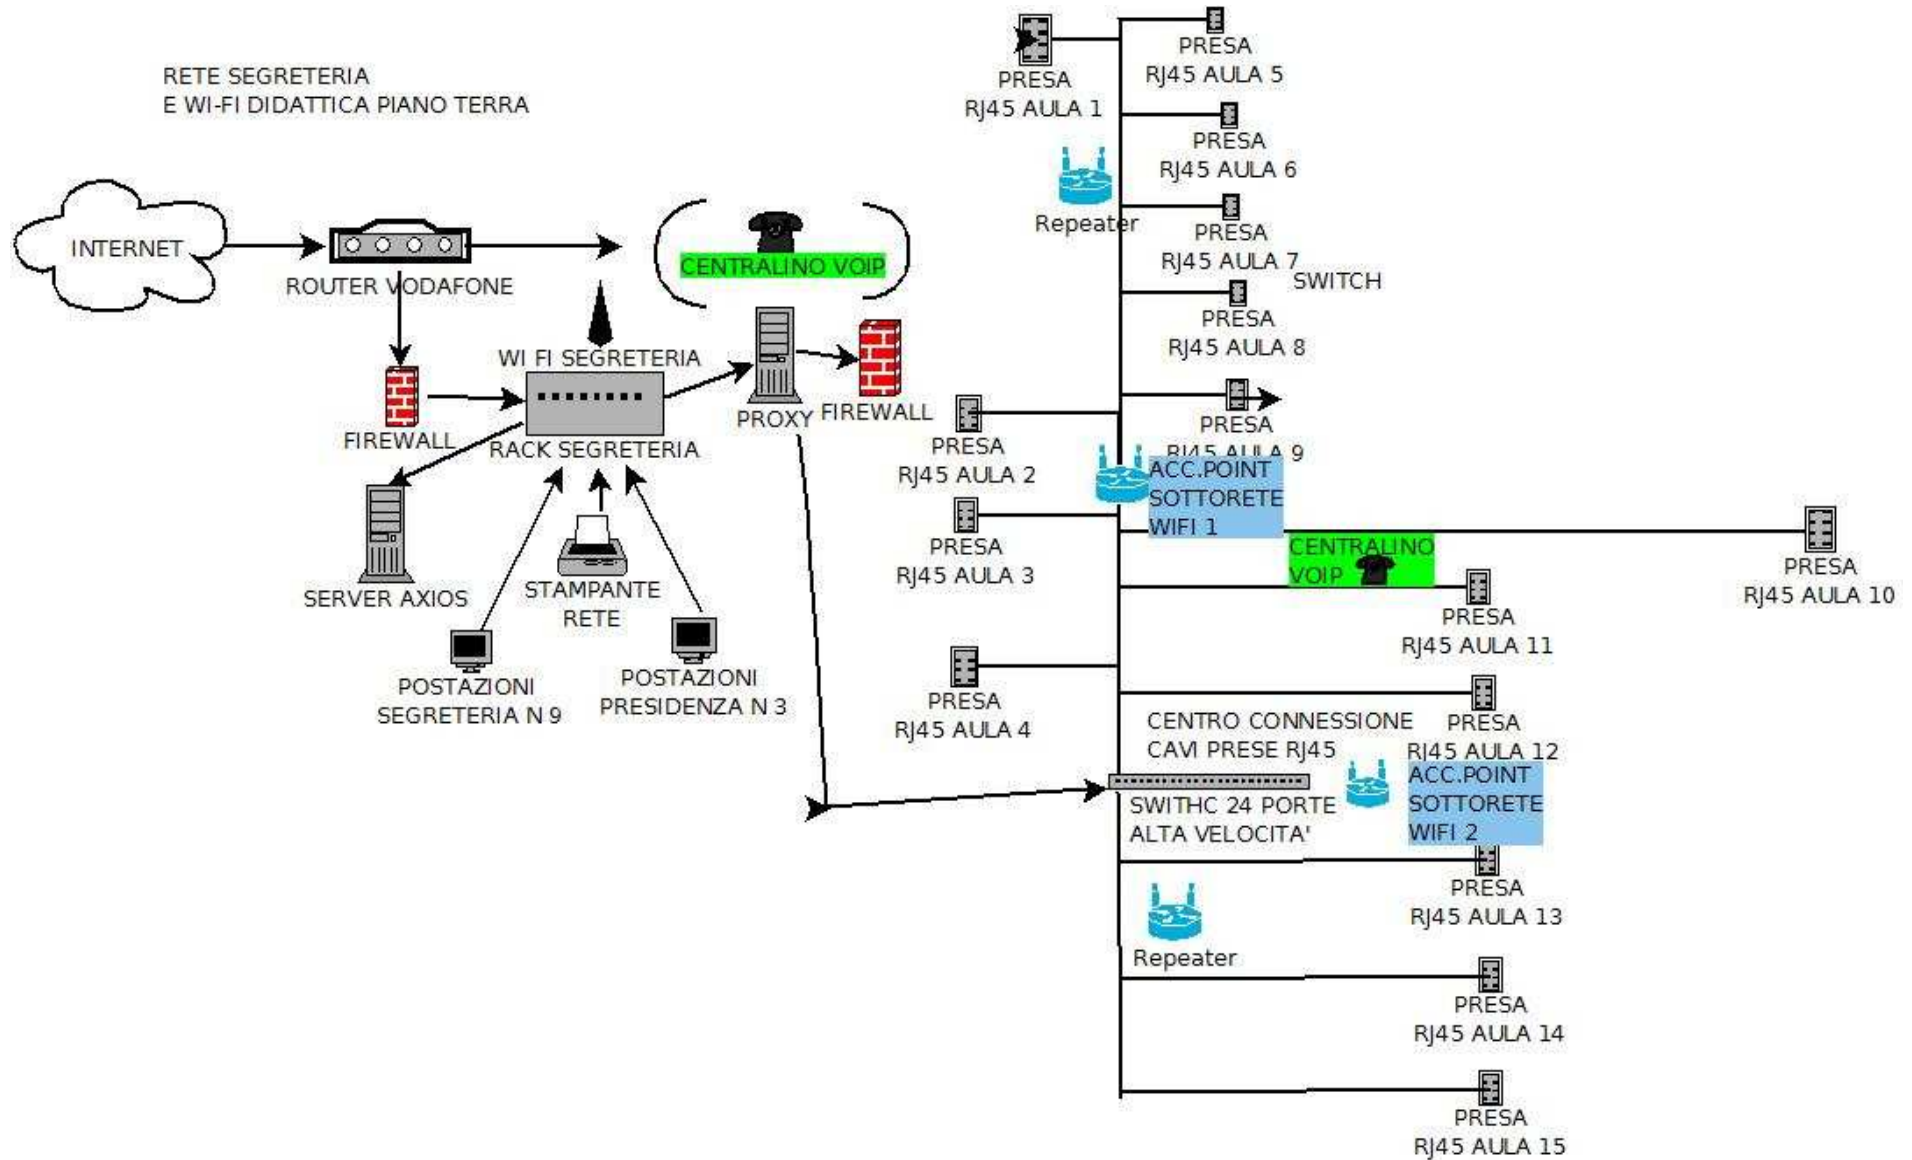 RETE SEGRETERIA
E WI-FI DIDATTICA PIANO TERRA
INTERNET
ROUTER VODAFONE
CENTRALINO VOIP
FIREWALL
WI FI SEGRETERIA
RACK SEGRETERIA
PROXY
FIREWALL
SERVER AXIOS
STAMPANTE
RETE
POSTAZIONI
SEGRETERIA N 9
POSTAZIONI
PRESIDENZA N 3
PRESA
RJ45 AULA 1
PRESA
RJ45 AULA 5
PRESA
RJ45 AULA 6
Repeater
PRESA
RJ45 AULA 7
SWITCH
PRESA
RJ45 AULA 8
PRESA
RJ45 AULA 9
PRESA
RJ45 AULA 2
ACC.POINT
SOTTORETE
WIFI 1
PRESA
RJ45 AULA 3
CENTRALINO
VOIP
PRESA
RJ45 AULA 10
PRESA
RJ45 AULA 11
PRESA
RJ45 AULA 4
CENTRO CONNESSIONE
CAVI PRESE RJ45
PRESA
RJ45 AULA 12
SWITHC 24 PORTE
ALTA VELOCITA'
ACC.POINT
SOTTORETE
WIFI 2
PRESA
RJ45 AULA 13
Repeater
PRESA
RJ45 AULA 14
PRESA
RJ45 AULA 15